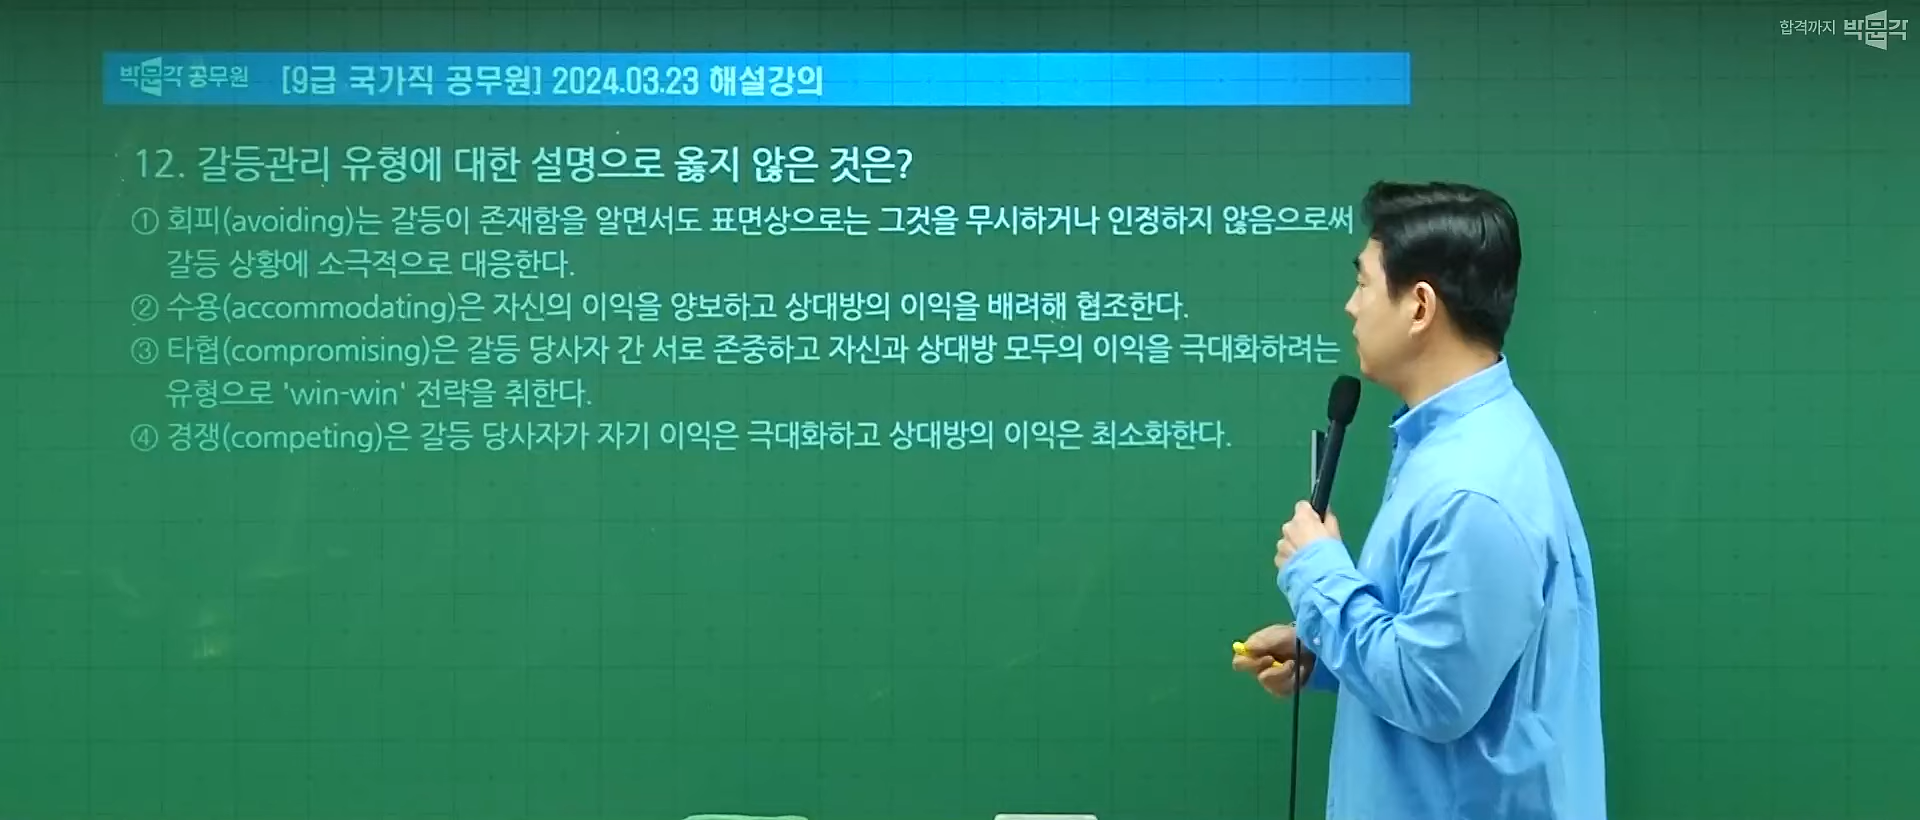 합격까지 박문각
박문각 공무원 [9급 국가직 공무원] 2024.03.23 해설강의
12. 갈등관리 유형에 대한 설명으로 옳지 않은 것은?
① 회피(avoiding)는 갈등이 존재함을 알면서도 표면상으로는 그것을 무시하거나 인정하지 않음으로써
갈등 상황에 소극적으로 대응한다.
② 수용(accommodating)은 자신의 이익을 양보하고 상대방의 이익을 배려해 협조한다.
③ 타협(compromising)은 갈등 당사자 간 서로 존중하고 자신과 상대방 모두의 이익을 극대화하려는
유형으로 'win-win' 전략을 취한다.
④ 경쟁(competing)은 갈등 당사자가 자기 이익은 극대화하고 상대방의 이익은 최소화한다.